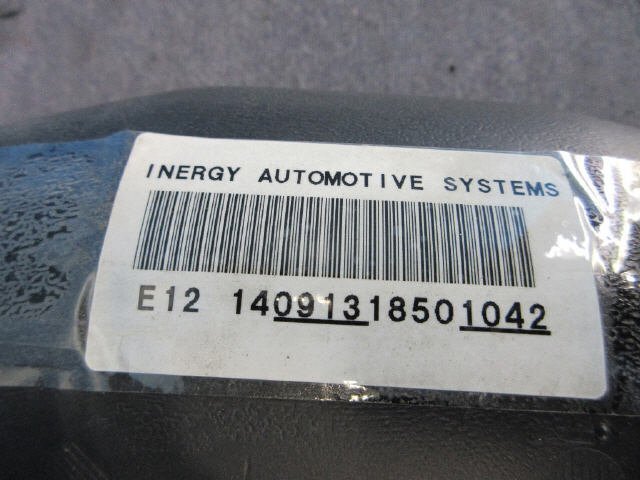 INERGY AUTOMOTIVE SYSTEMS
E12 14091318501042